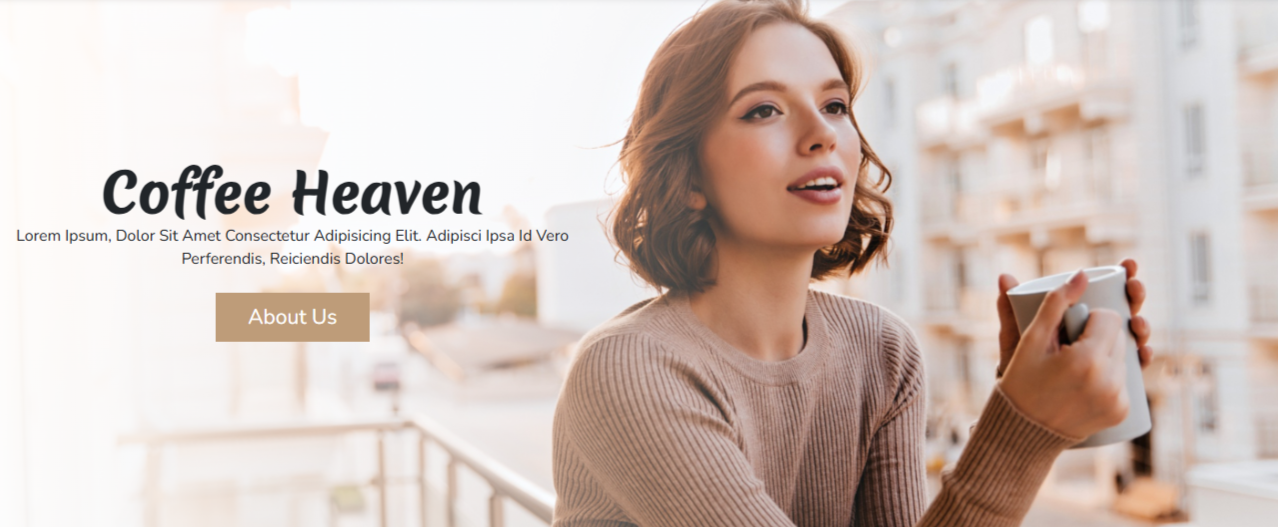 Coffee Heaven
Lorem Ipsum, Dolor Sit Amet Consectetur Adipisicing Elit. Adipisci Ipsa Id Vero
Perferendis, Reiciendis Dolores!
About Us